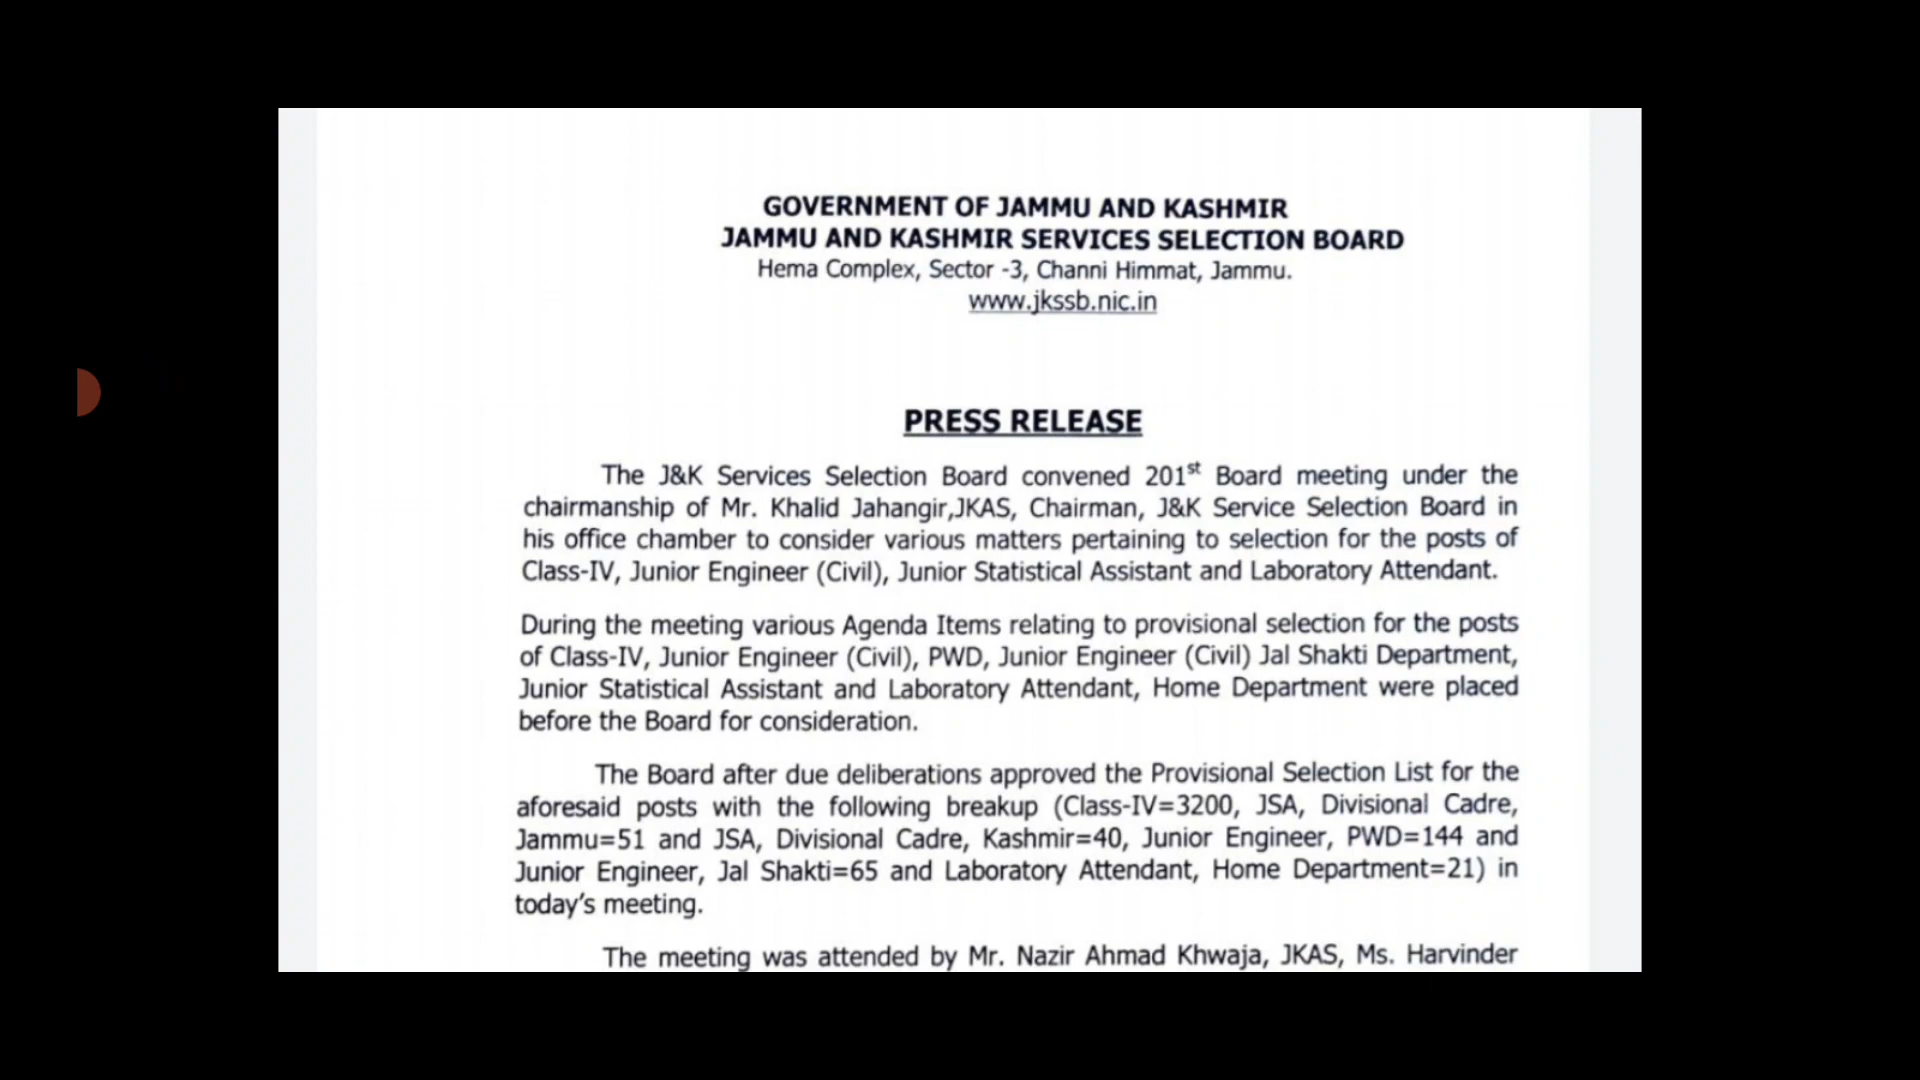 GOVERNMENT OF JAMMU AND KASHMIR
JAMMU AND KASHMIR SERVICES SELECTION BOARD
Hema Complex, Sector -3, Channi Himmat, Jammu.
www.jkssb.nic.in
PRESS RELEASE
The J&K Services Selection Board convened 201st Board meeting under the
chairmanship of Mr. Khalid Jahangir,JKAS, Chairman, J&K Service Selection Board in
his office chamber to consider various matters pertaining to selection for the posts of
Class-IV, Junior Engineer (Civil), Junior Statistical Assistant and Laboratory Attendant.
During the meeting various Agenda Items relating to provisional selection for the posts
of Class-IV, Junior Engineer (Civil), PWD, Junior Engineer (Civil) Jal Shakti Department,
Junior Statistical Assistant and Laboratory Attendant, Home Department were placed
before the Board for consideration.
The Board after due deliberations approved the Provisional Selection List for the
aforesaid posts with the following breakup (Class-IV=3200, JSA, Divisional Cadre,
Jammu=51 and JSA, Divisional Cadre, Kashmir=40, Junior Engineer, PWD=144 and
Junior Engineer, Jal Shakti=65 and Laboratory Attendant, Home Department=21) in
today's meeting.
The meeting was attended by Mr. Nazir Ahmad Khwaja, JKAS, Ms. Harvinder